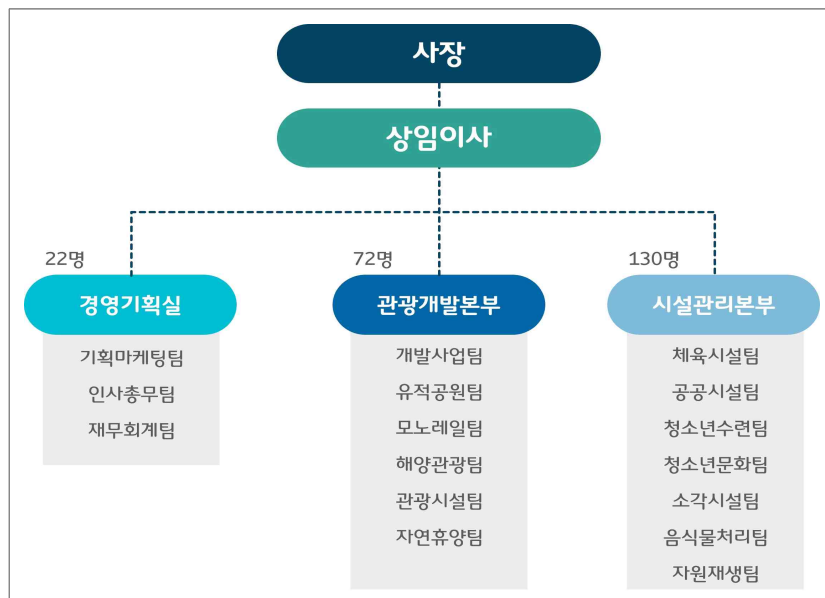 사장
상임이사
22명
경영기획실
기획마케팅팀
인사총무팀
재무회계팀
72명
관광개발본부
개발사업팀
유적공원팀
모노레일팀
해양관광팀
관광시설팀
자연휴양팀
130명
시설관리본부
체육시설팀
공공시설팀
청소년수련팀
청소년문화팀
소각시설팀
음식물처리팀
자원재생팀